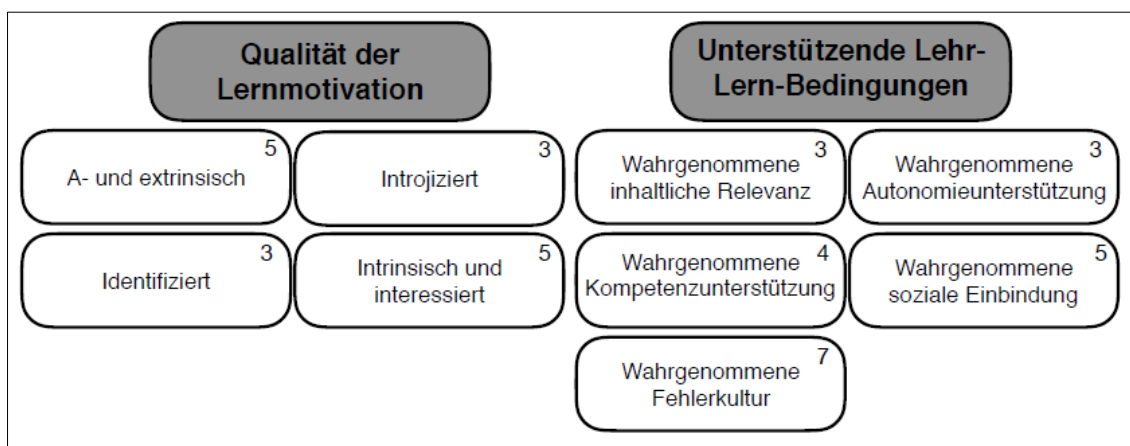 Qualität der
Lernmotivation
Unterstützende Lehr-
Lern-Bedingungen
5
A- und extrinsisch
3
Introjiziert
3
Wahrgenommene
inhaltliche Relevanz
3
Wahrgenommene
Autonomieunterstützung
3
Identifiziert
5
Intrinsisch und
interessiert
4
Wahrgenommene
Kompetenzunterstützung
5
Wahrgenommene
soziale Einbindung
7
Wahrgenommene
Fehlerkultur